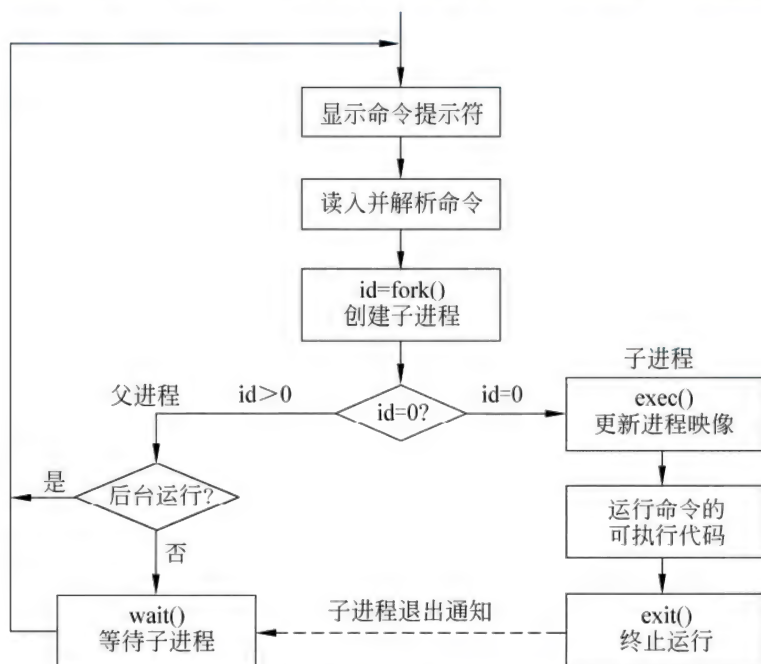 显示命令提示符
读入并解析命令
id=fork()
创建子进程
子进程
父进程
id>0
id=0?
id=0
exec()
更新进程映像
是
后台运行?
运行命令的
可执行代码
否
wait()
等待子进程
子进程退出通知
exit()
终止运行